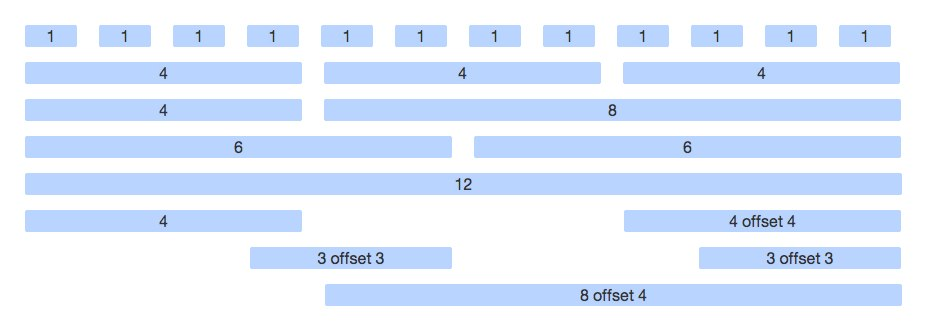 1 1 1 1 1 1 1 1 1 1 1 1
4 4 4
4 8
6 6
12
4 4 offset 4
3 offset 3 3 offset 3
8 offset 4